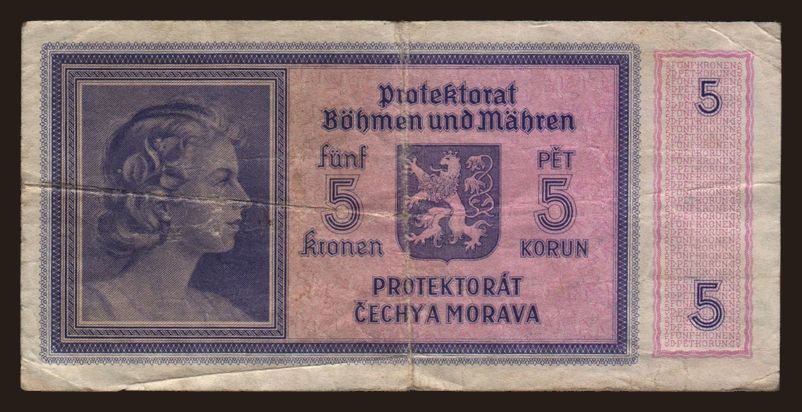 Protektorat
Böhmen und Mähren
fünf
5
Kronen
PĚT
5
KORUN
PROTEKTORÁT
ČECHY A MORAVA
5
5